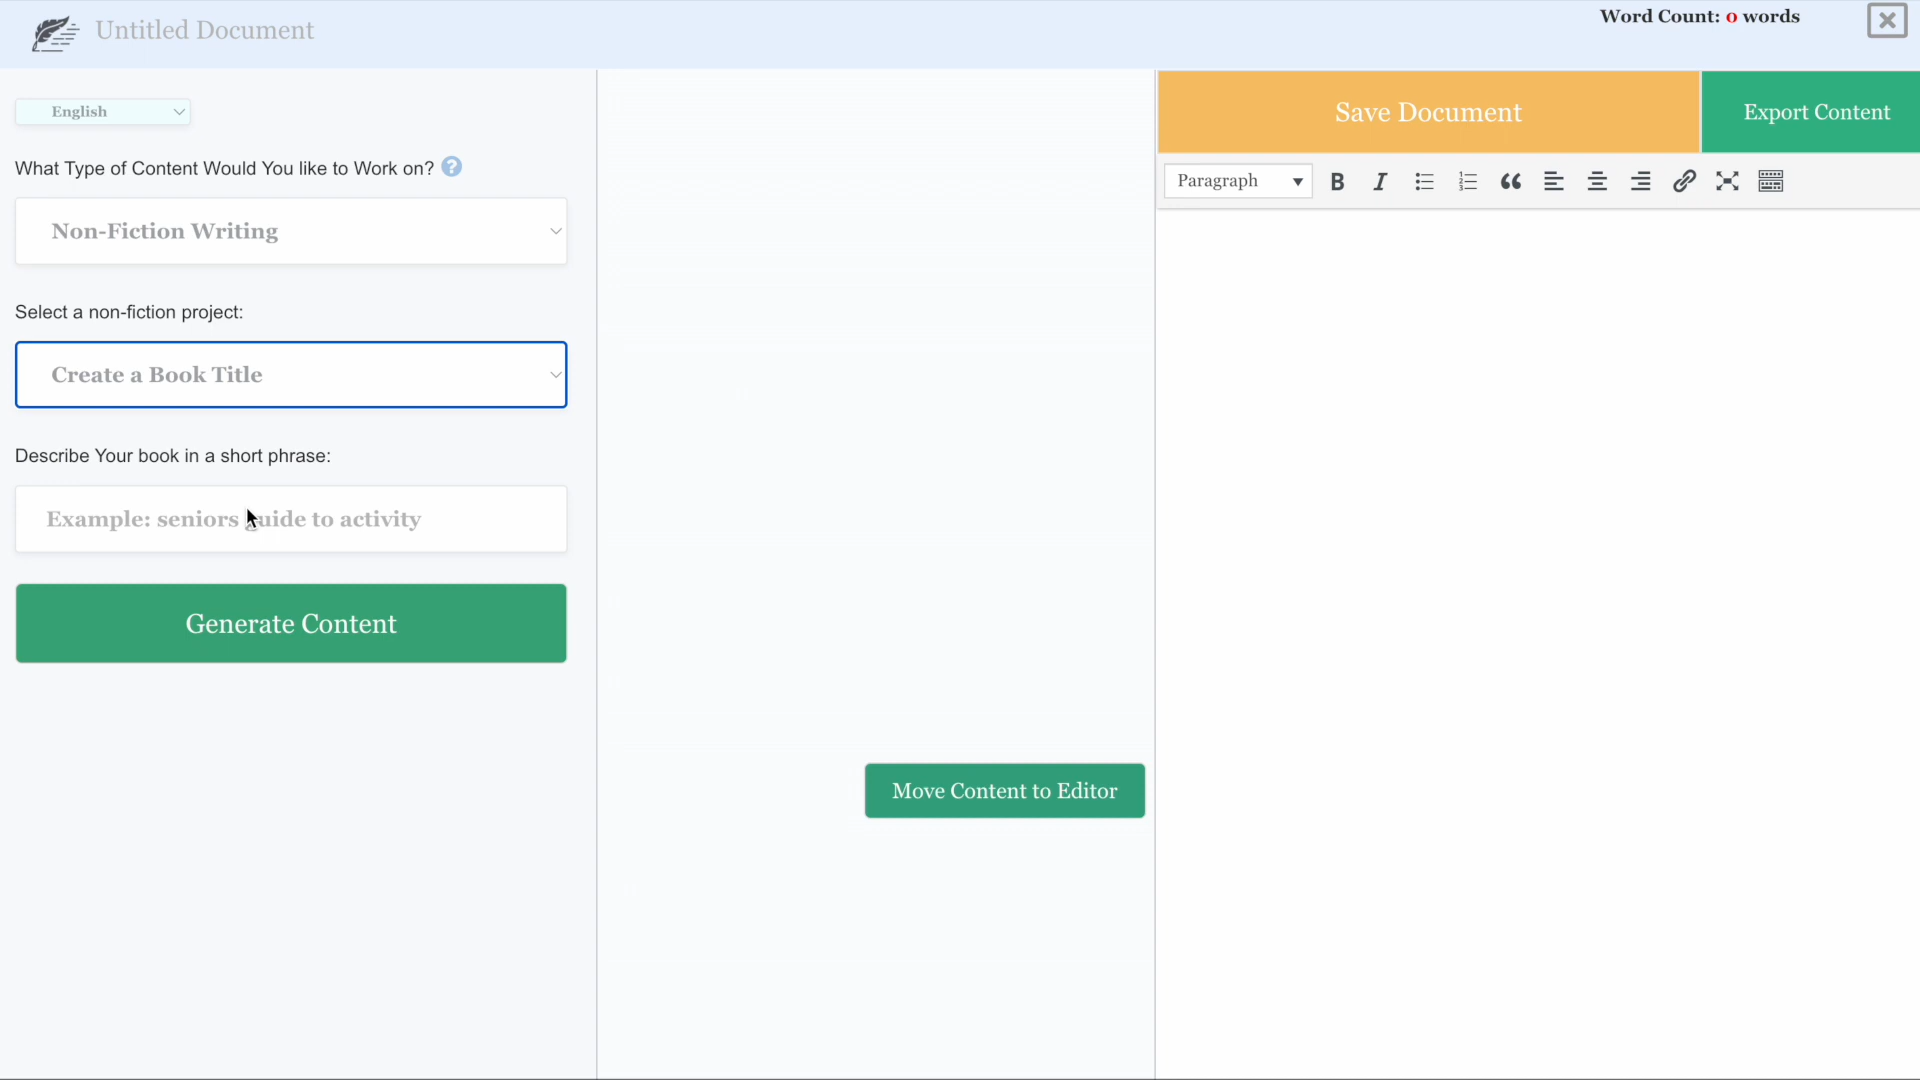 Untitled Document
Word Count: 0 words
English
What Type of Content Would You like to Work on?
Non-Fiction Writing
Select a non-fiction project:
Create a Book Title
Describe Your book in a short phrase:
Example: seniors guide to activity
Generate Content
Move Content to Editor
Save Document
Export Content
Paragraph